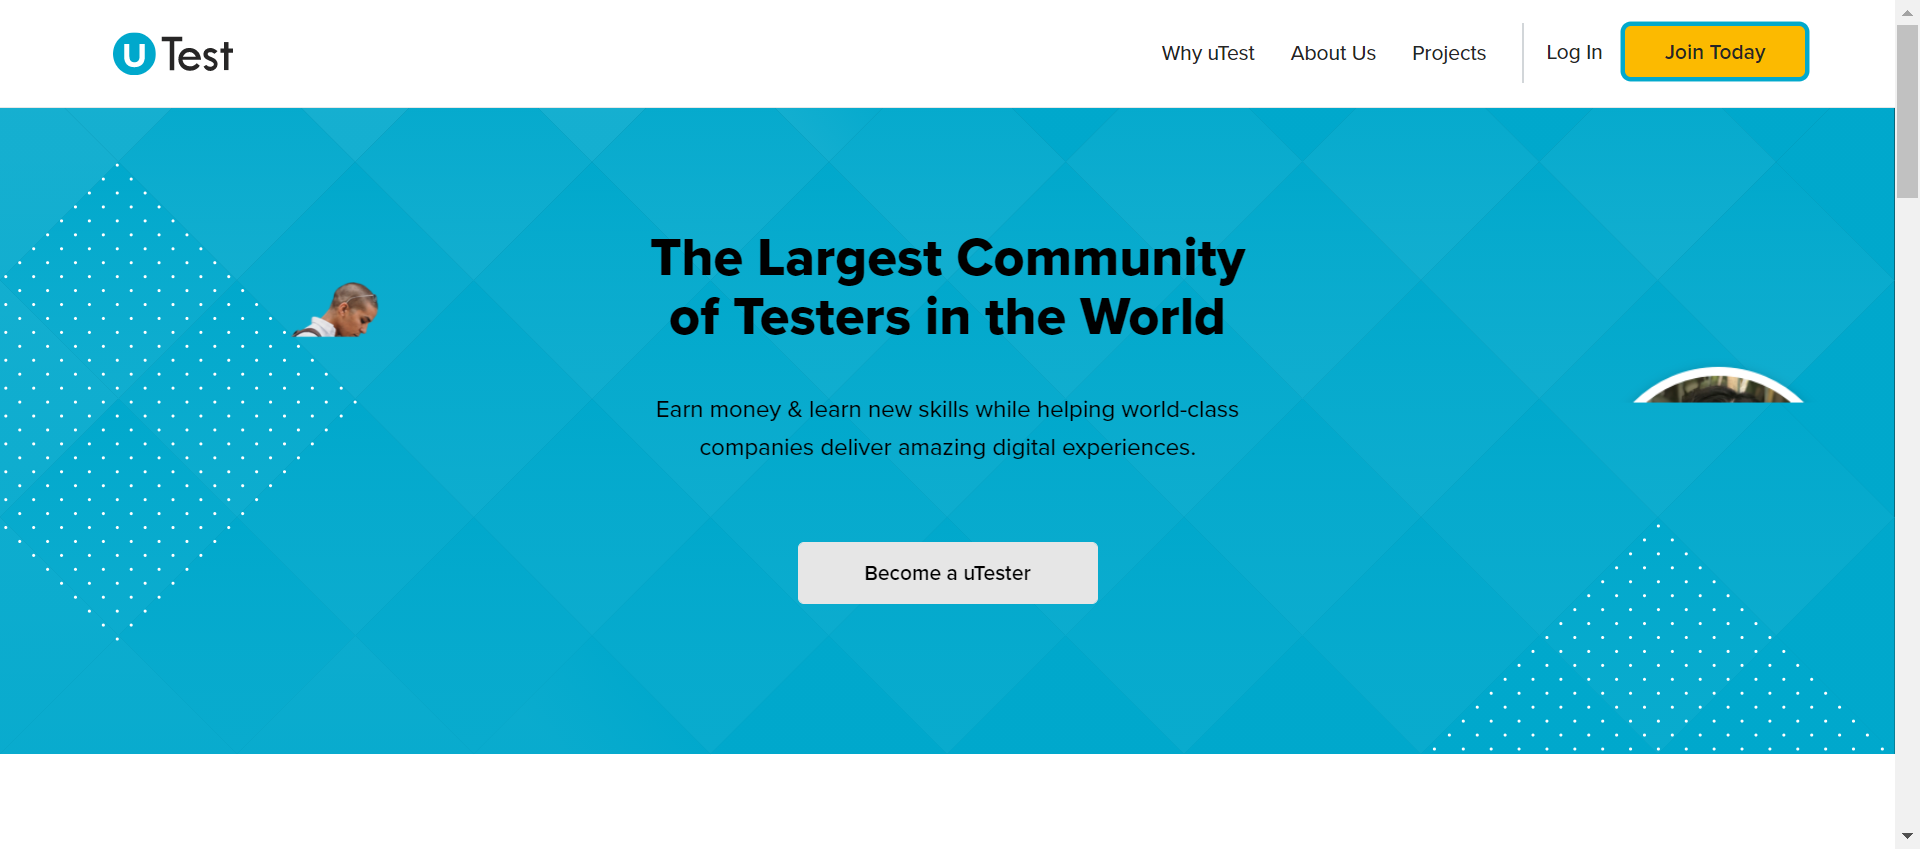 uTest
Why uTest
About Us
Projects
Log In
Join Today
The Largest Community
of Testers in the World
Earn money & learn new skills while helping world-class
companies deliver amazing digital experiences.
Become a uTester